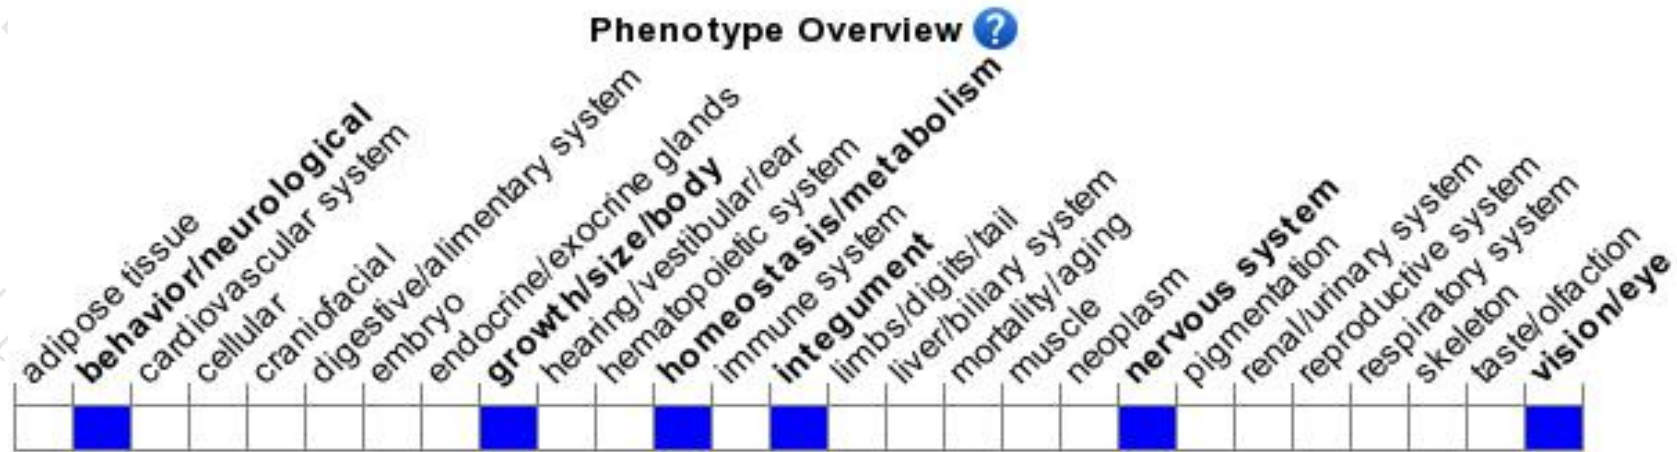 Phenotype Overview ?
adipose tissue
behavior/neurological
cardiovascular system
cellular
craniofacial
digestive/alimentary system
embryo
endocrine/exocrine glands
growth/size/body
hearing/vestibular/ear
hematopoietic system
homeostasis/metabolism
immune system
integument
limbs/digits/tail
liver/biliary system
mortality/aging
muscle
neoplasm
nervous system
pigmentation
renal/urinary system
reproductive system
respiratory system
skeleton
taste/olfaction
vision/eye